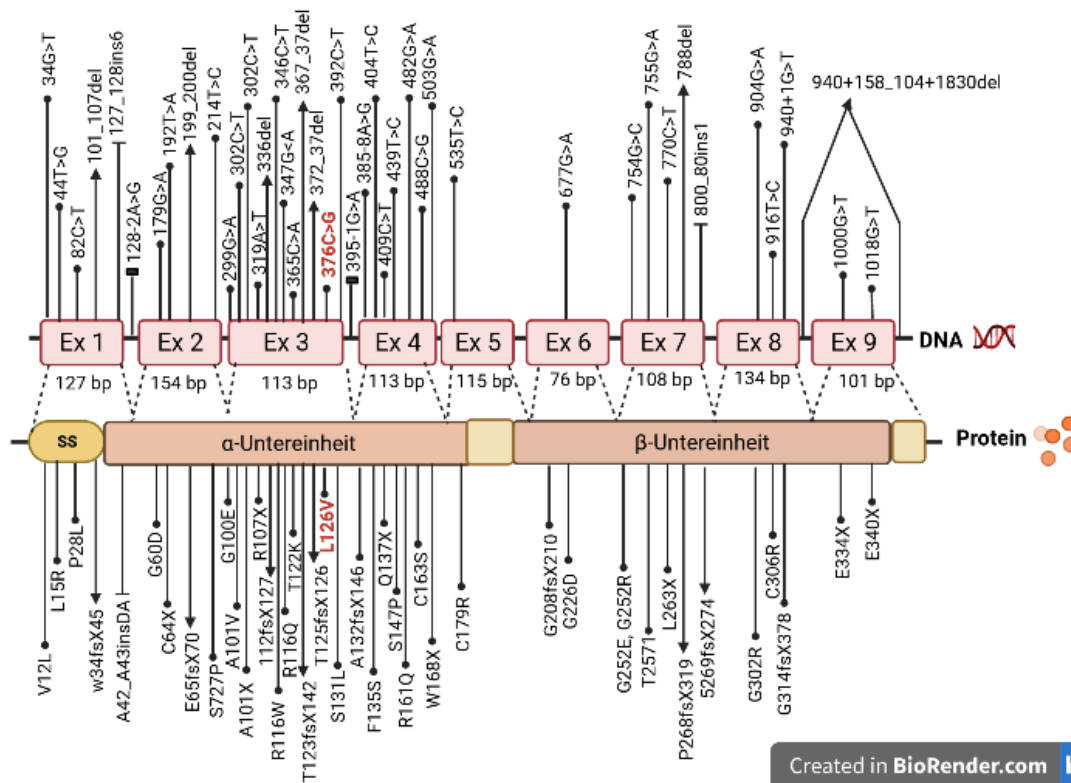 34G>T
44T>G
82C>T
101_107del
127_128ins6
128-2A>G
179G>A
192T>A
199_200del
214T>C
299G>A
302C>T
302C>T
319A>T
336del
346C>T
347G<A
365C>A
367_37del
372_37del
376C>G
392C>T
395-1G>A
385-8A>G
404T>C
409C>T
439T>C
482G>A
488C>G
503G>A
535T>C
677G>A
754G>C
755G>A
770C>T
788del
800_80ins1
904G>A
916T>C
940+1G>T
940+158_104+1830del
1000G>T
1018G>T
Ex 1 Ex 2 Ex 3 Ex 4 Ex 5 Ex 6 Ex 7 Ex 8 Ex 9 DNA
127 bp 154 bp 113 bp 113 bp 115 bp 76 bp 108 bp 134 bp 101 bp
ss α-Untereinheit β-Untereinheit Protein
V12L
L15R
P28L
w34fsX45
A42_A43insDA
G60D
C64X
E65fsX70
S727P
G100E
A101V
A101X
R107X
112fsX127
R116W
R116Q
T122K
T123fsX142
T125fsX126
L126V
S131L
A132fsX146
F135S
Q137X
S147P
R161Q
C163S
W168X
C179R
G208fsX210
G226D
G252E, G252R
T2571
L263X
P268fsX319
5269fsX274
G302R
C306R
G314fsX378
E334X
E340X
Created in BioRender.com b